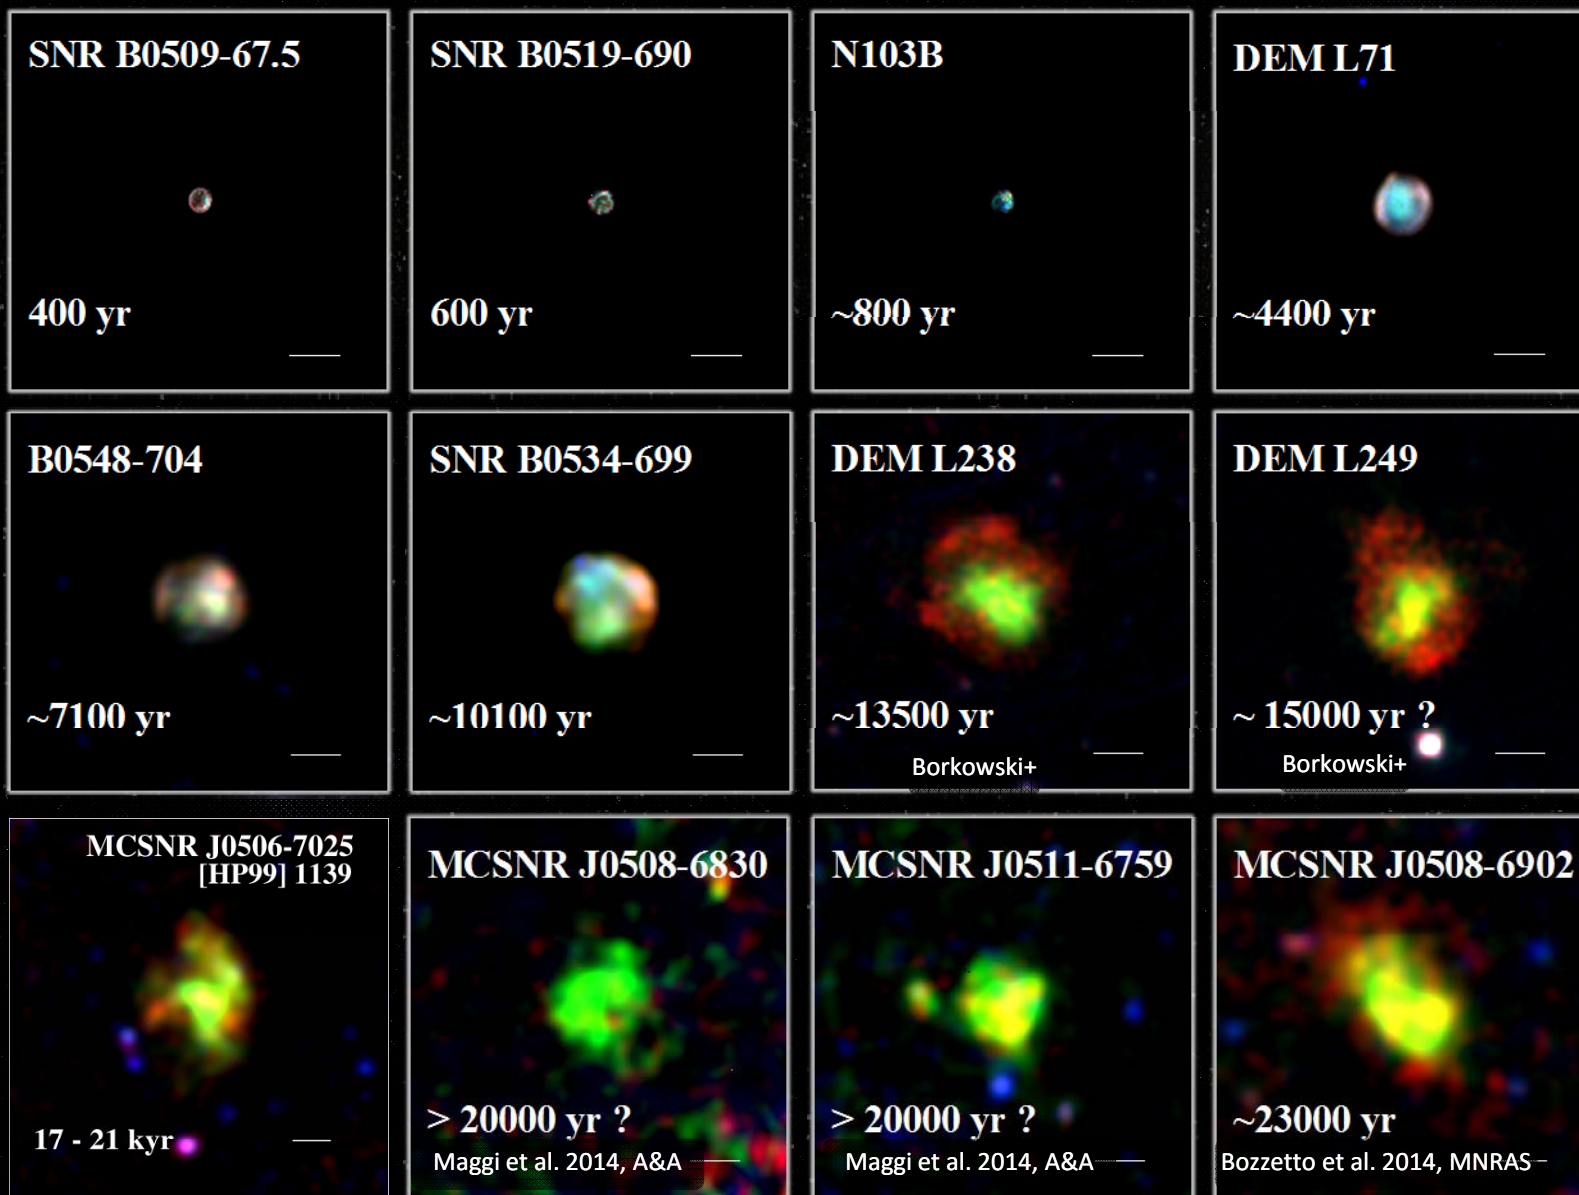 SNR B0509-67.5
400 yr
SNR B0519-690
600 yr
N103B
~800 yr
DEM L71
~4400 yr
B0548-704
~7100 yr
SNR B0534-699
~10100 yr
DEM L238
~13500 yr
Borkowski+
DEM L249
~ 15000 yr ?
Borkowski+
MCSNR J0506-7025
[HP99] 1139
17 - 21 kyr
MCSNR J0508-6830
> 20000 yr ?
Maggi et al. 2014, A&A
MCSNR J0511-6759
> 20000 yr ?
Maggi et al. 2014, A&A
MCSNR J0508-6902
~23000 yr
Bozzetto et al. 2014, MNRAS